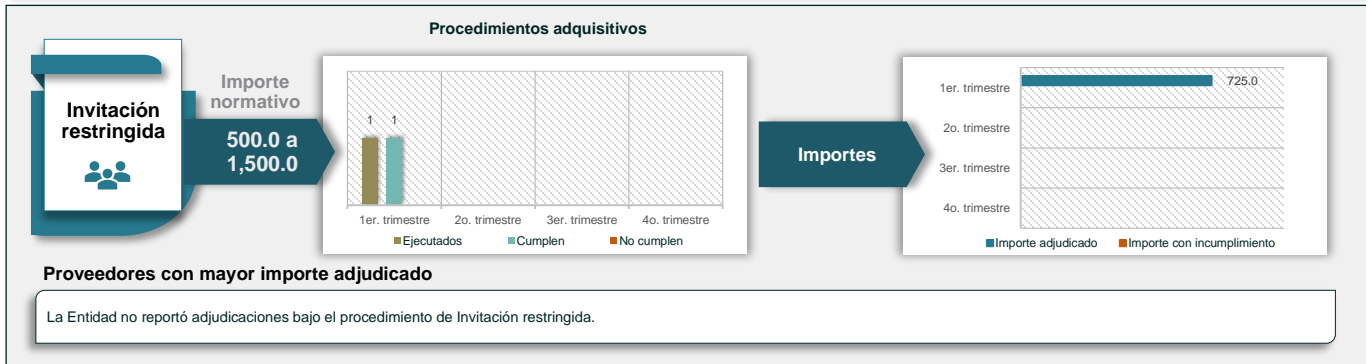 Procedimientos adquisitivos
Invitación
restringida
Importe
normativo
500.0 a
1,500.0
1 1
1er. trimestre 2o. trimestre 3er. trimestre 4o. trimestre
Ejecutados Cumplen No cumplen
Importes
1er. trimestre 725.0
2o. trimestre
3er. trimestre
4o. trimestre
Importe adjudicado Importe con incumplimiento
Proveedores con mayor importe adjudicado
La Entidad no reportó adjudicaciones bajo el procedimiento de Invitación restringida.